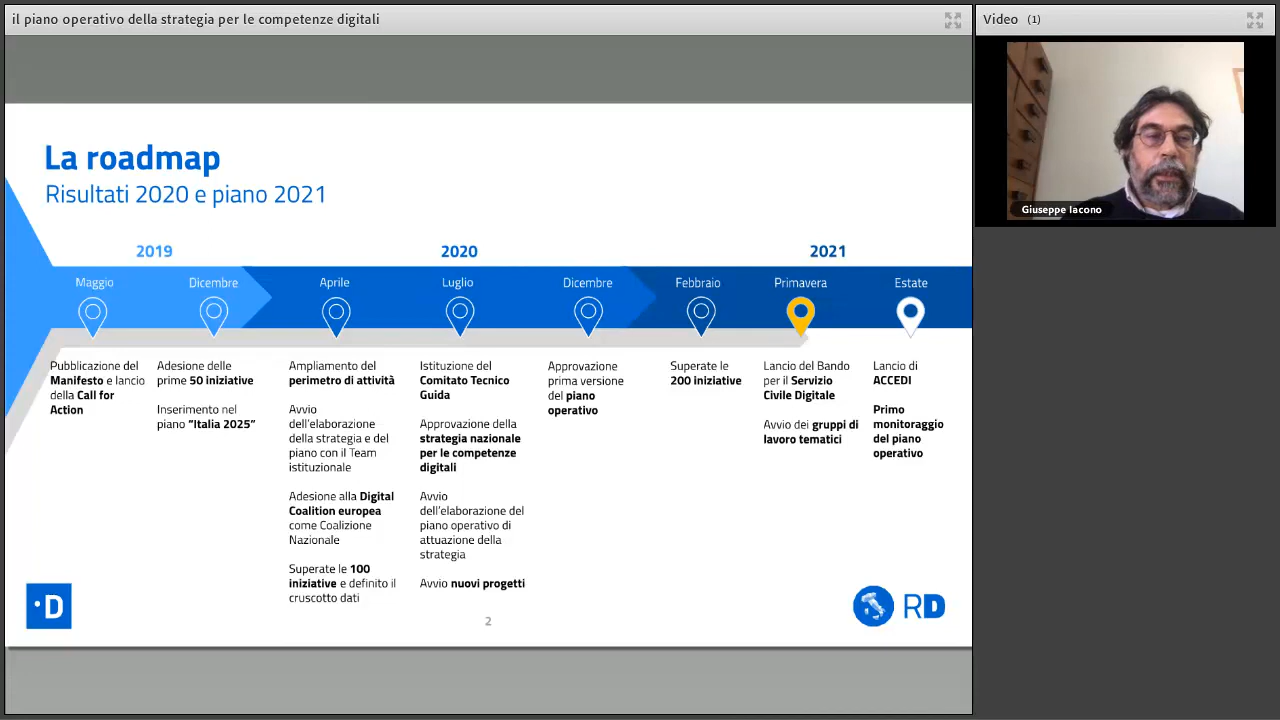 il piano operativo della strategia per le competenze digitali
Video (1)
Giuseppe Iacono
La roadmap
Risultati 2020 e piano 2021
2019
2020
2021
Maggio
Dicembre
Aprile
Luglio
Dicembre
Febbraio
Primavera
Estate
Pubblicazione del
Manifesto e lancio
della Call for
Action
Adesione delle
prime 50 iniziative
Inserimento nel
piano “Italia 2025”
Ampliamento del
perimetro di attività
Avvio
dell’elaborazione
della strategia e del
piano con il Team
istituzionale
Adesione alla Digital
Coalition europea
come Coalizione
Nazionale
Superate le 100
iniziative e definito il
cruscotto dati
Istituzione del
Comitato Tecnico
Guida
Approvazione della
strategia nazionale
per le competenze
digitali
Avvio
dell’elaborazione del
piano operativo di
attuazione della
strategia
Avvio nuovi progetti
Approvazione
prima versione
del piano
operativo
Superate le
200 iniziative
Lancio del Bando
per il Servizio
Civile Digitale
Avvio dei gruppi di
lavoro tematici
Lancio di
ACCEDI
Primo
monitoraggio
del piano
operativo
·D
2
RD